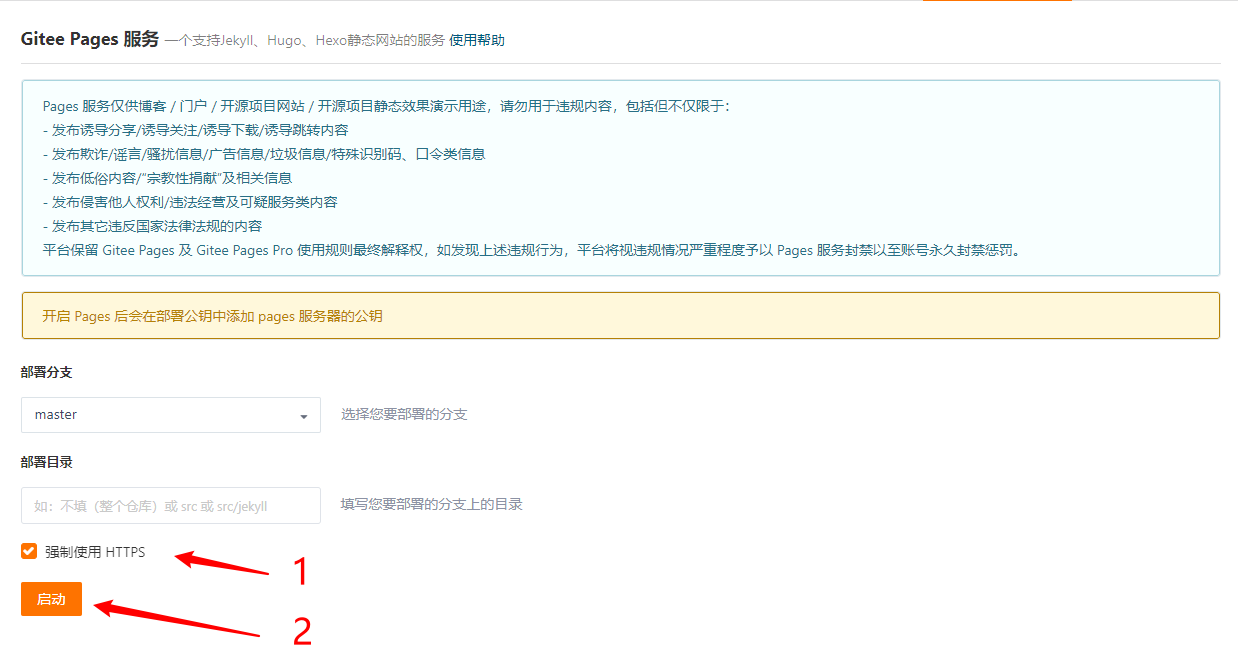 Gitee Pages 服务 一个支持Jekyll、Hugo、Hexo静态网站的服务 使用帮助
Pages 服务仅供博客 / 门户 / 开源项目网站 / 开源项目静态效果演示用途，请勿用于违规内容，包括但不仅限于：
- 发布诱导分享/诱导关注/诱导下载/诱导跳转内容
- 发布欺诈/谣言/骚扰信息/广告信息/垃圾信息/特殊识别码、口令类信息
- 发布低俗内容/“宗教性捐献”及相关信息
- 发布侵害他人权利/违法经营及可疑服务类内容
- 发布其它违反国家法律法规的内容
平台保留 Gitee Pages 及 Gitee Pages Pro 使用规则最终解释权，如发现上述违规行为，平台将视违规情况严重程度予以 Pages 服务封禁以至账号永久封禁惩罚。
开启 Pages 后会在部署公钥中添加 pages 服务器的公钥
部署分支
master 选择您要部署的分支
部署目录
如：不填（整个仓库）或 src 或 src/jekyll 填写您要部署的分支上的目录
强制使用 HTTPS 1
启动 2